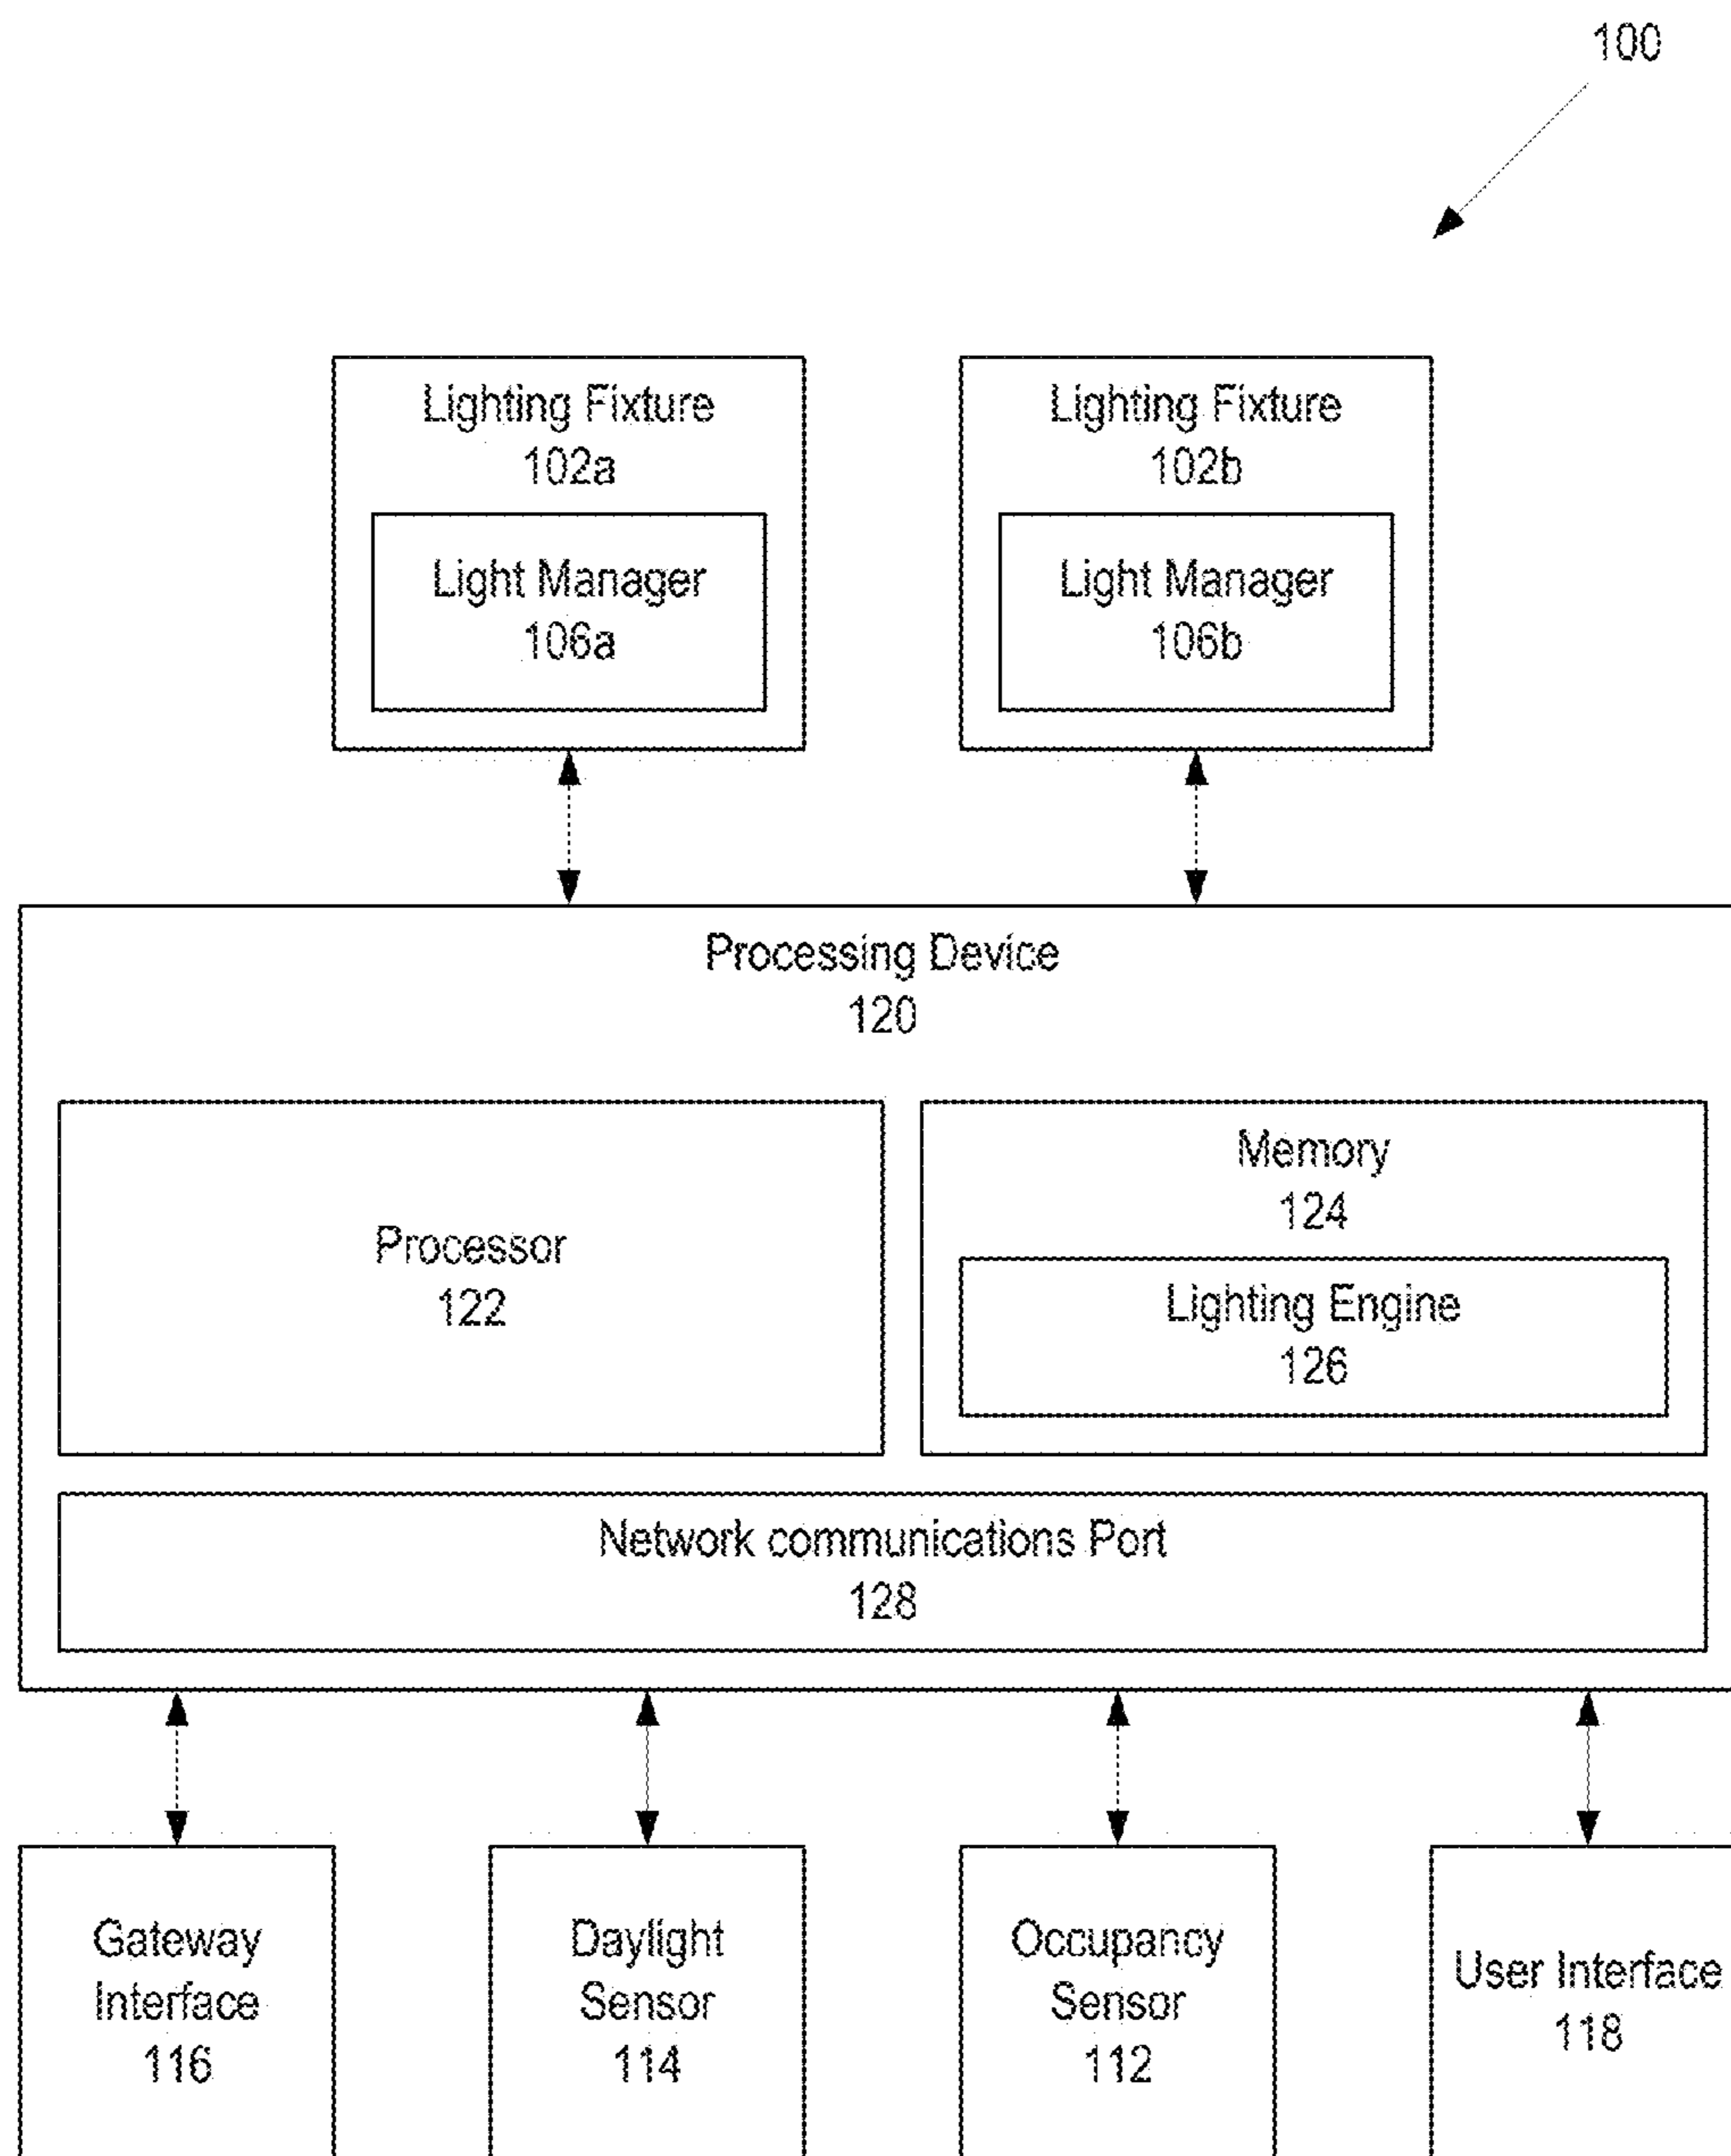 100
Lighting Fixture
102a
Light Manager
106a
Lighting Fixture
102b
Light Manager
106b
Processing Device
120
Processor
122
Memory
124
Lighting Engine
126
Network communications Port
128
Gateway
Interface
116
Daylight
Sensor
114
Occupancy
Sensor
112
User Interface
118